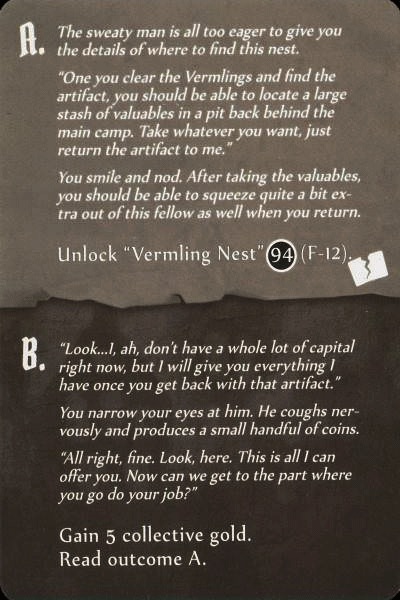 A.
The sweaty man is all too eager to give you
the details of where to find this nest.
“One you clear the Vermlings and find the
artifact, you should be able to locate a large
stash of valuables in a pit back behind the
main camp. Take whatever you want, just
return the artifact to me.”
You smile and nod. After taking the valuables,
you should be able to squeeze quite a bit ex-
tra out of this fellow as well when you return.
Unlock “Vermling Nest” 94 (F-12).
B.
“Look...I, ah, don’t have a whole lot of capital
right now, but I will give you everything I
have once you get back with that artifact.”
You narrow your eyes at him. He coughs ner-
vously and produces a small handful of coins.
“All right, fine. Look, here. This is all I can
offer you. Now can we get to the part where
you go do your job?”
Gain 5 collective gold.
Read outcome A.